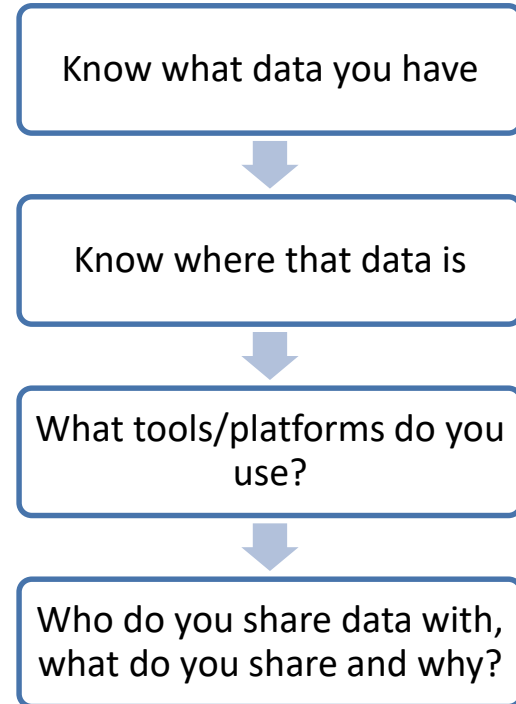 Know what data you have
Know where that data is
What tools/platforms do you
use?
Who do you share data with,
what do you share and why?